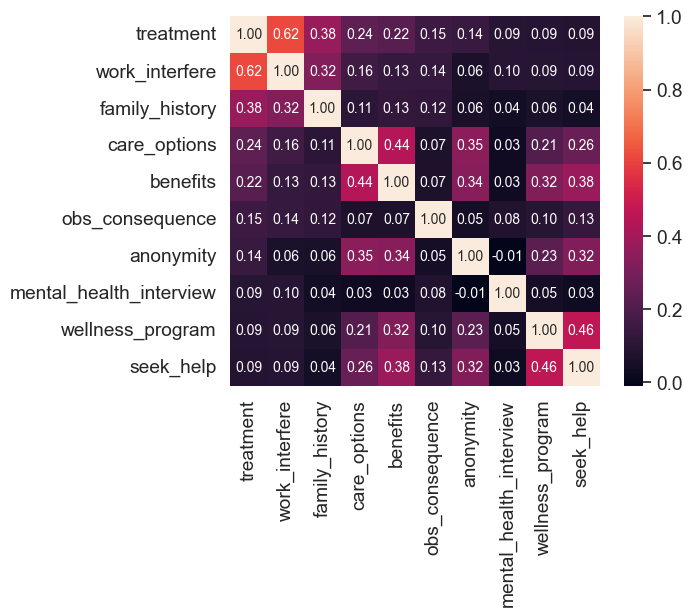 treatment 1.00 0.62 0.38 0.24 0.22 0.15 0.14 0.09 0.09 0.09
work_interfere 0.62 1.00 0.32 0.16 0.13 0.14 0.06 0.10 0.09 0.09
family_history 0.38 0.32 1.00 0.11 0.13 0.12 0.06 0.04 0.06 0.04
care_options 0.24 0.16 0.11 1.00 0.44 0.07 0.35 0.03 0.21 0.26
benefits 0.22 0.13 0.13 0.44 1.00 0.07 0.34 0.03 0.32 0.38
obs_consequence 0.15 0.14 0.12 0.07 0.07 1.00 0.05 0.08 0.10 0.13
anonymity 0.14 0.06 0.06 0.35 0.34 0.05 1.00 -0.01 0.23 0.32
mental_health_interview 0.09 0.10 0.04 0.03 0.03 0.08 -0.01 1.00 0.05 0.03
wellness_program 0.09 0.09 0.06 0.21 0.32 0.10 0.23 0.05 1.00 0.46
seek_help 0.09 0.09 0.04 0.26 0.38 0.13 0.32 0.03 0.46 1.00
treatment
work_interfere
family_history
care_options
benefits
obs_consequence
anonymity
mental_health_interview
wellness_program
seek_help
1.0
0.8
0.6
0.4
0.2
0.0